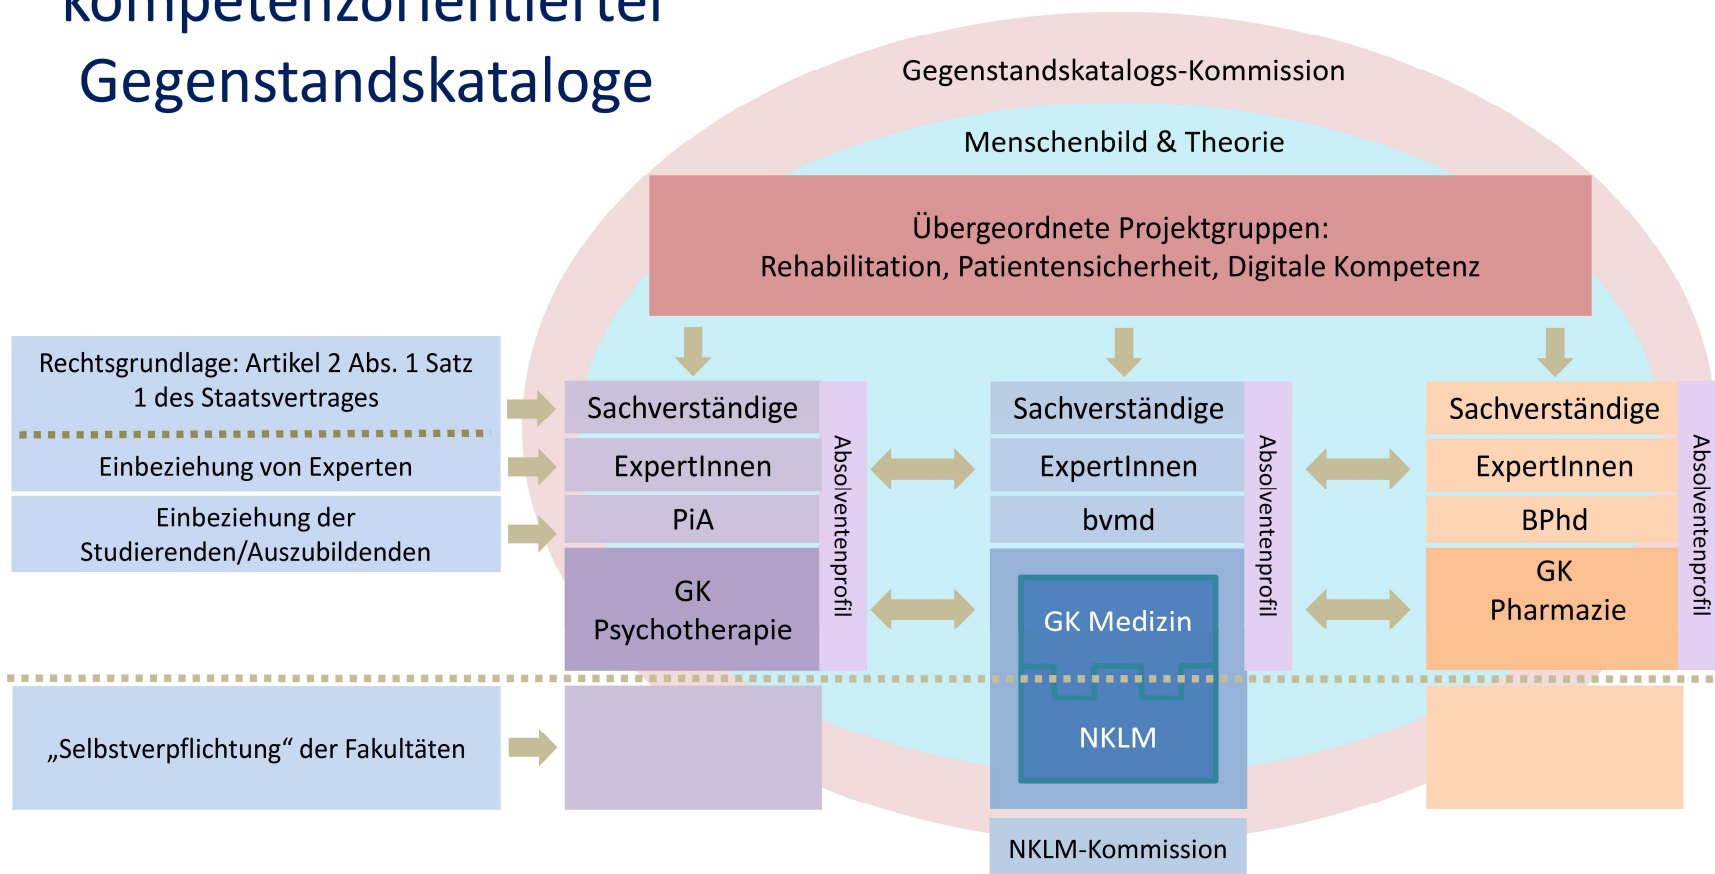 kompetenzorientierter
Gegenstandskataloge
Gegenstandskatalogs-Kommission
Menschenbild & Theorie
Übergeordnete Projektgruppen:
Rehabilitation, Patientensicherheit, Digitale Kompetenz
Rechtsgrundlage: Artikel 2 Abs. 1 Satz
1 des Staatsvertrages
Einbeziehung von Experten
Einbeziehung der
Studierenden/Auszubildenden
„Selbstverpflichtung“ der Fakultäten
Sachverständige
ExpertInnen
PiA
GK
Psychotherapie
Absolventenprofil
Sachverständige
ExpertInnen
bvmd
GK Medizin
NKLM
NKLM-Kommission
Absolventenprofil
Sachverständige
ExpertInnen
BPhd
GK
Pharmazie
Absolventenprofil